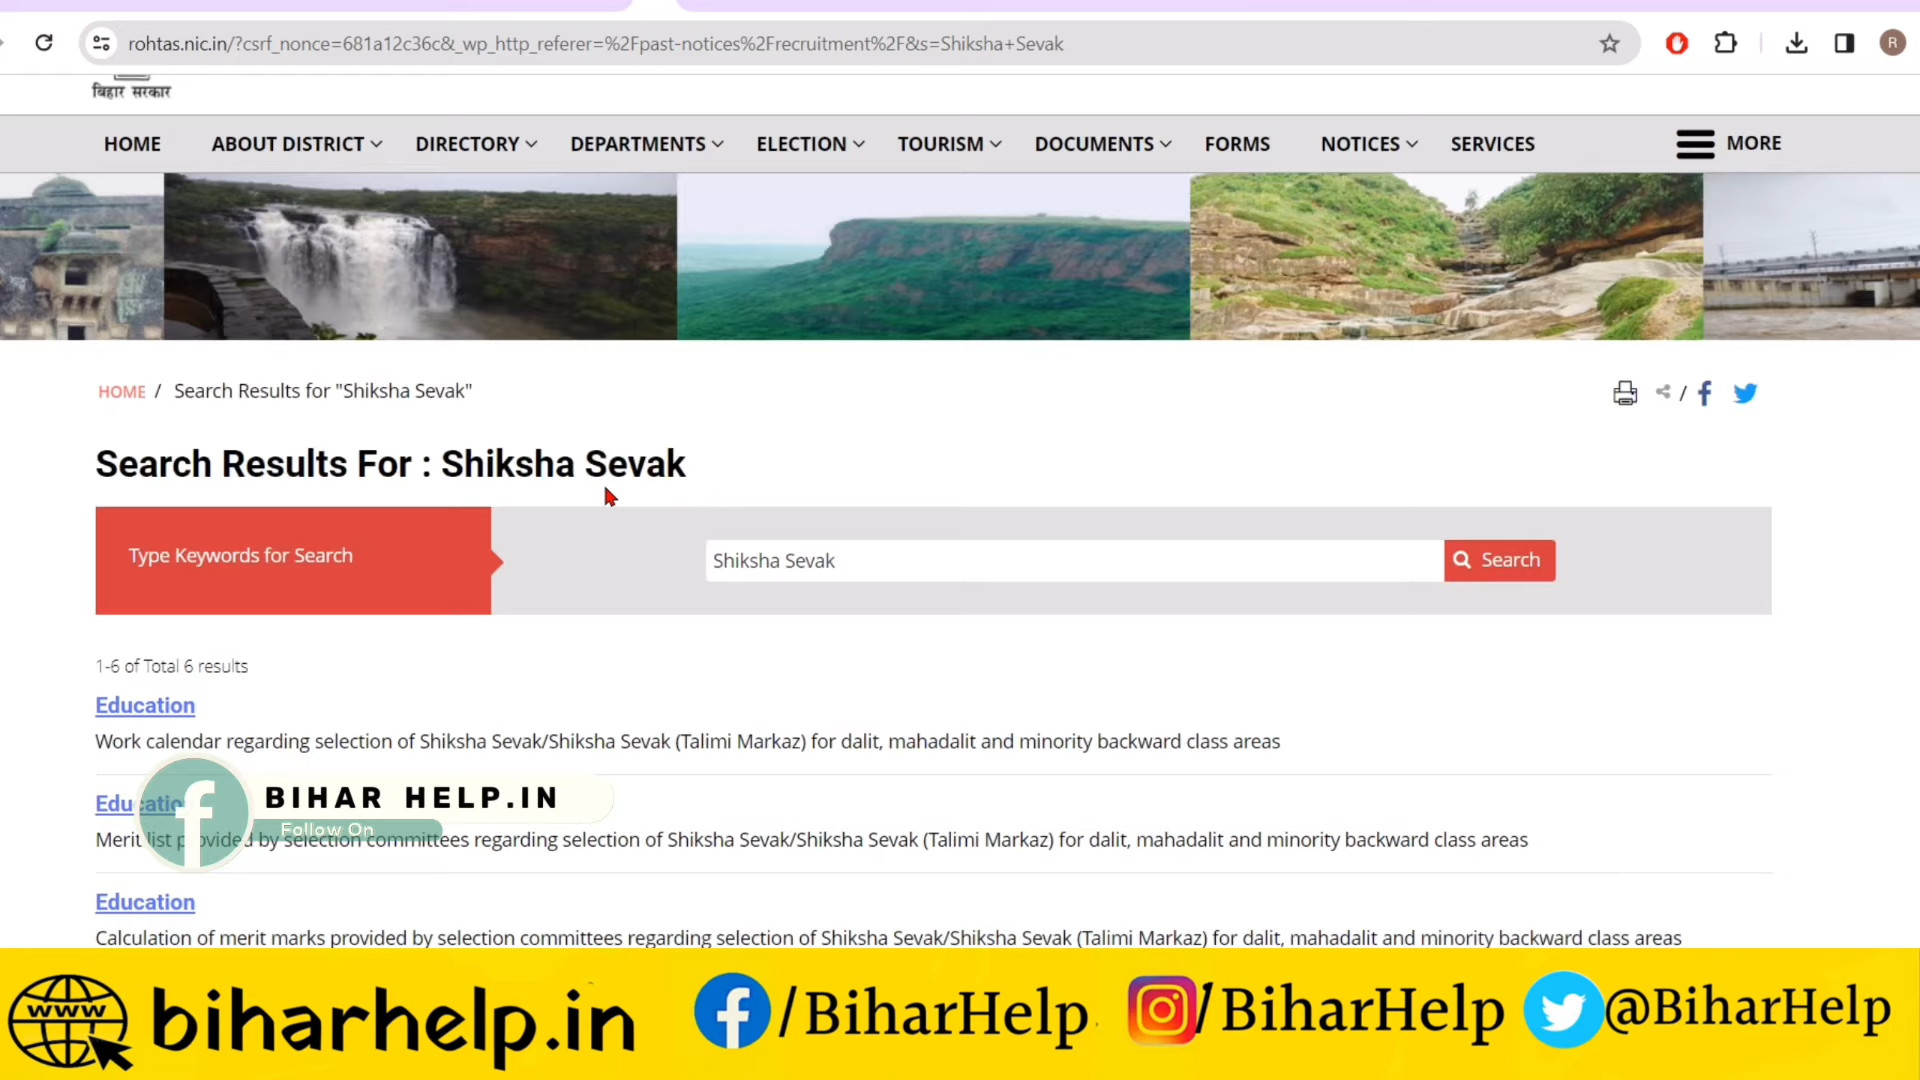 rohtas.nic.in/?csrf_nonce=681a12c36c&_wp_http_referer=%2Fpast-notices%2Frecruitment%2F&s=Shiksha+Sevak
R
बिहार सरकार
HOME ABOUT DISTRICT DIRECTORY DEPARTMENTS ELECTION TOURISM DOCUMENTS FORMS NOTICES SERVICES MORE
HOME / Search Results for "Shiksha Sevak"
/
Search Results For : Shiksha Sevak
Type Keywords for Search
Shiksha Sevak
Search
1-6 of Total 6 results
Education
Work calendar regarding selection of Shiksha Sevak/Shiksha Sevak (Talimi Markaz) for dalit, mahadalit and minority backward class areas
Education
BIHAR HELP.IN
Follow On
Merit list provided by selection committees regarding selection of Shiksha Sevak/Shiksha Sevak (Talimi Markaz) for dalit, mahadalit and minority backward class areas
Education
Calculation of merit marks provided by selection committees regarding selection of Shiksha Sevak/Shiksha Sevak (Talimi Markaz) for dalit, mahadalit and minority backward class areas
www biharhelp.in /BiharHelp /BiharHelp @BiharHelp